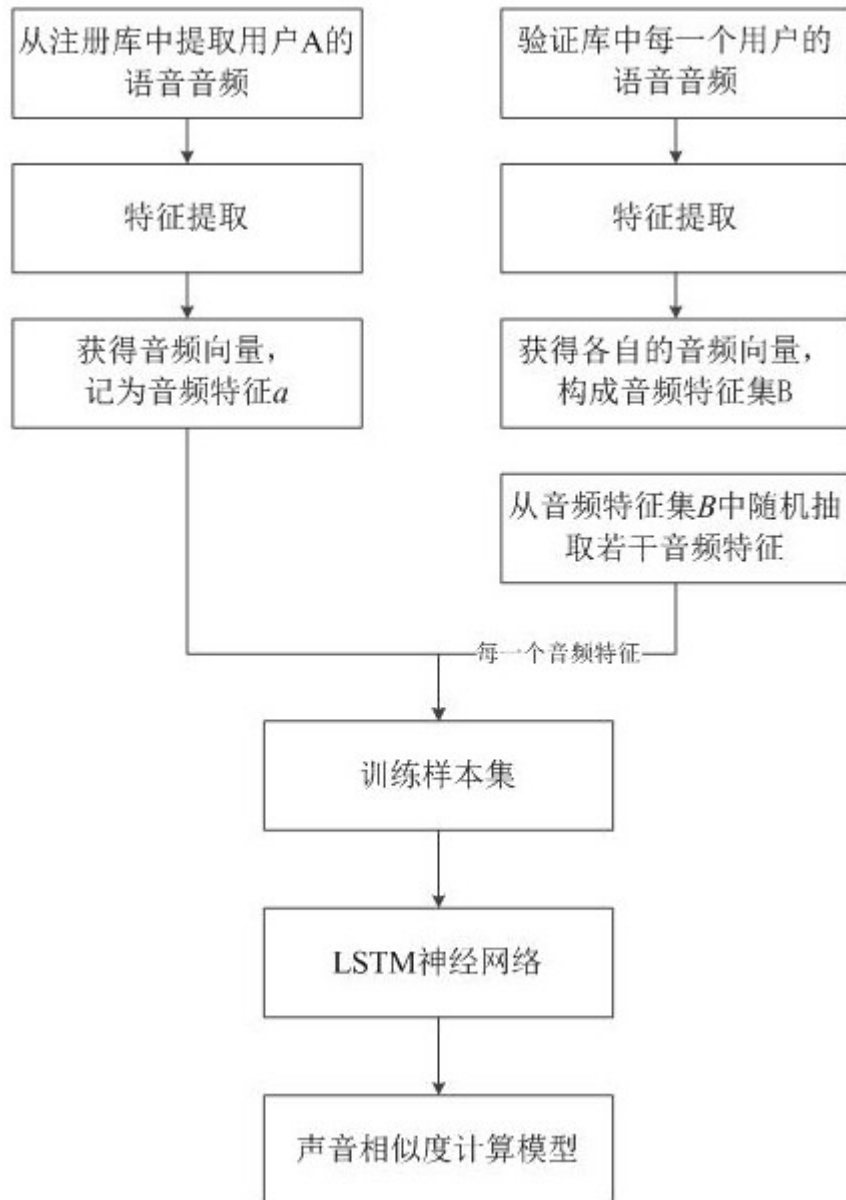 从注册库中提取用户A的
语音音频
验证库中每一个用户的
语音音频
特征提取
特征提取
获得音频向量，
记为音频特征a
获得各自的音频向量，
构成音频特征集B
从音频特征集B中随机抽
取若干音频特征
每一个音频特征
训练样本集
LSTM神经网络
声音相似度计算模型